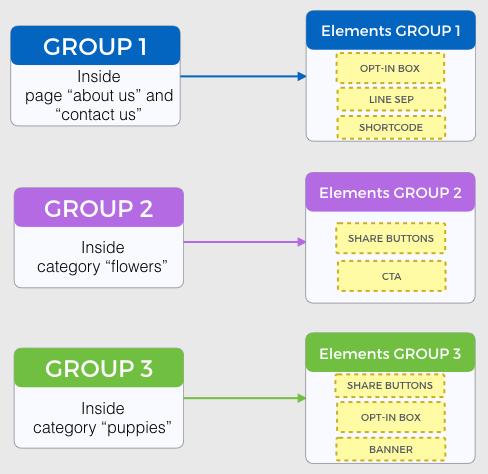 GROUP 1
Inside
page “about us” and
“contact us”
Elements GROUP 1
OPT-IN BOX
LINE SEP
SHORTCODE
GROUP 2
Inside
category “flowers”
Elements GROUP 2
SHARE BUTTONS
CTA
GROUP 3
Inside
category “puppies”
Elements GROUP 3
SHARE BUTTONS
OPT-IN BOX
BANNER